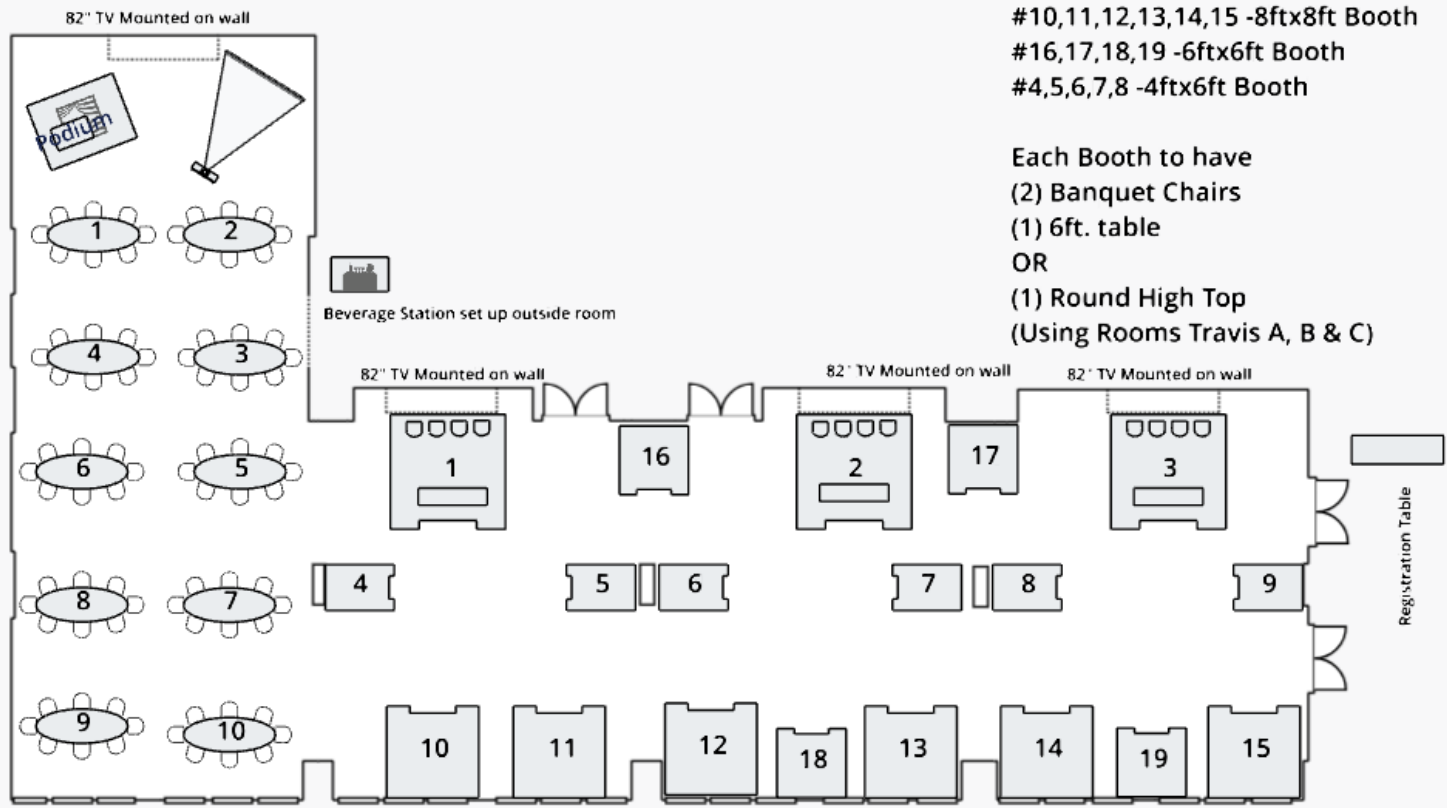 82" TV Mounted on wall
#10,11,12,13,14,15 -8ftx8ft Booth
#16,17,18,19 -6ftx6ft Booth
#4,5,6,7,8 -4ftx6ft Booth
Each Booth to have
(2) Banquet Chairs
(1) 6ft. table
OR
(1) Round High Top
(Using Rooms Travis A, B & C)
Podium
1 2
Beverage Station set up outside room
4 3
82" TV Mounted on wall
82" TV Mounted on wall
82" TV Mounted on wall
6 5
1 16 2 17 3
Registration Table
8 7
4 5 6 7 8 9
9 10
10 11 12 18 13 14 19 15